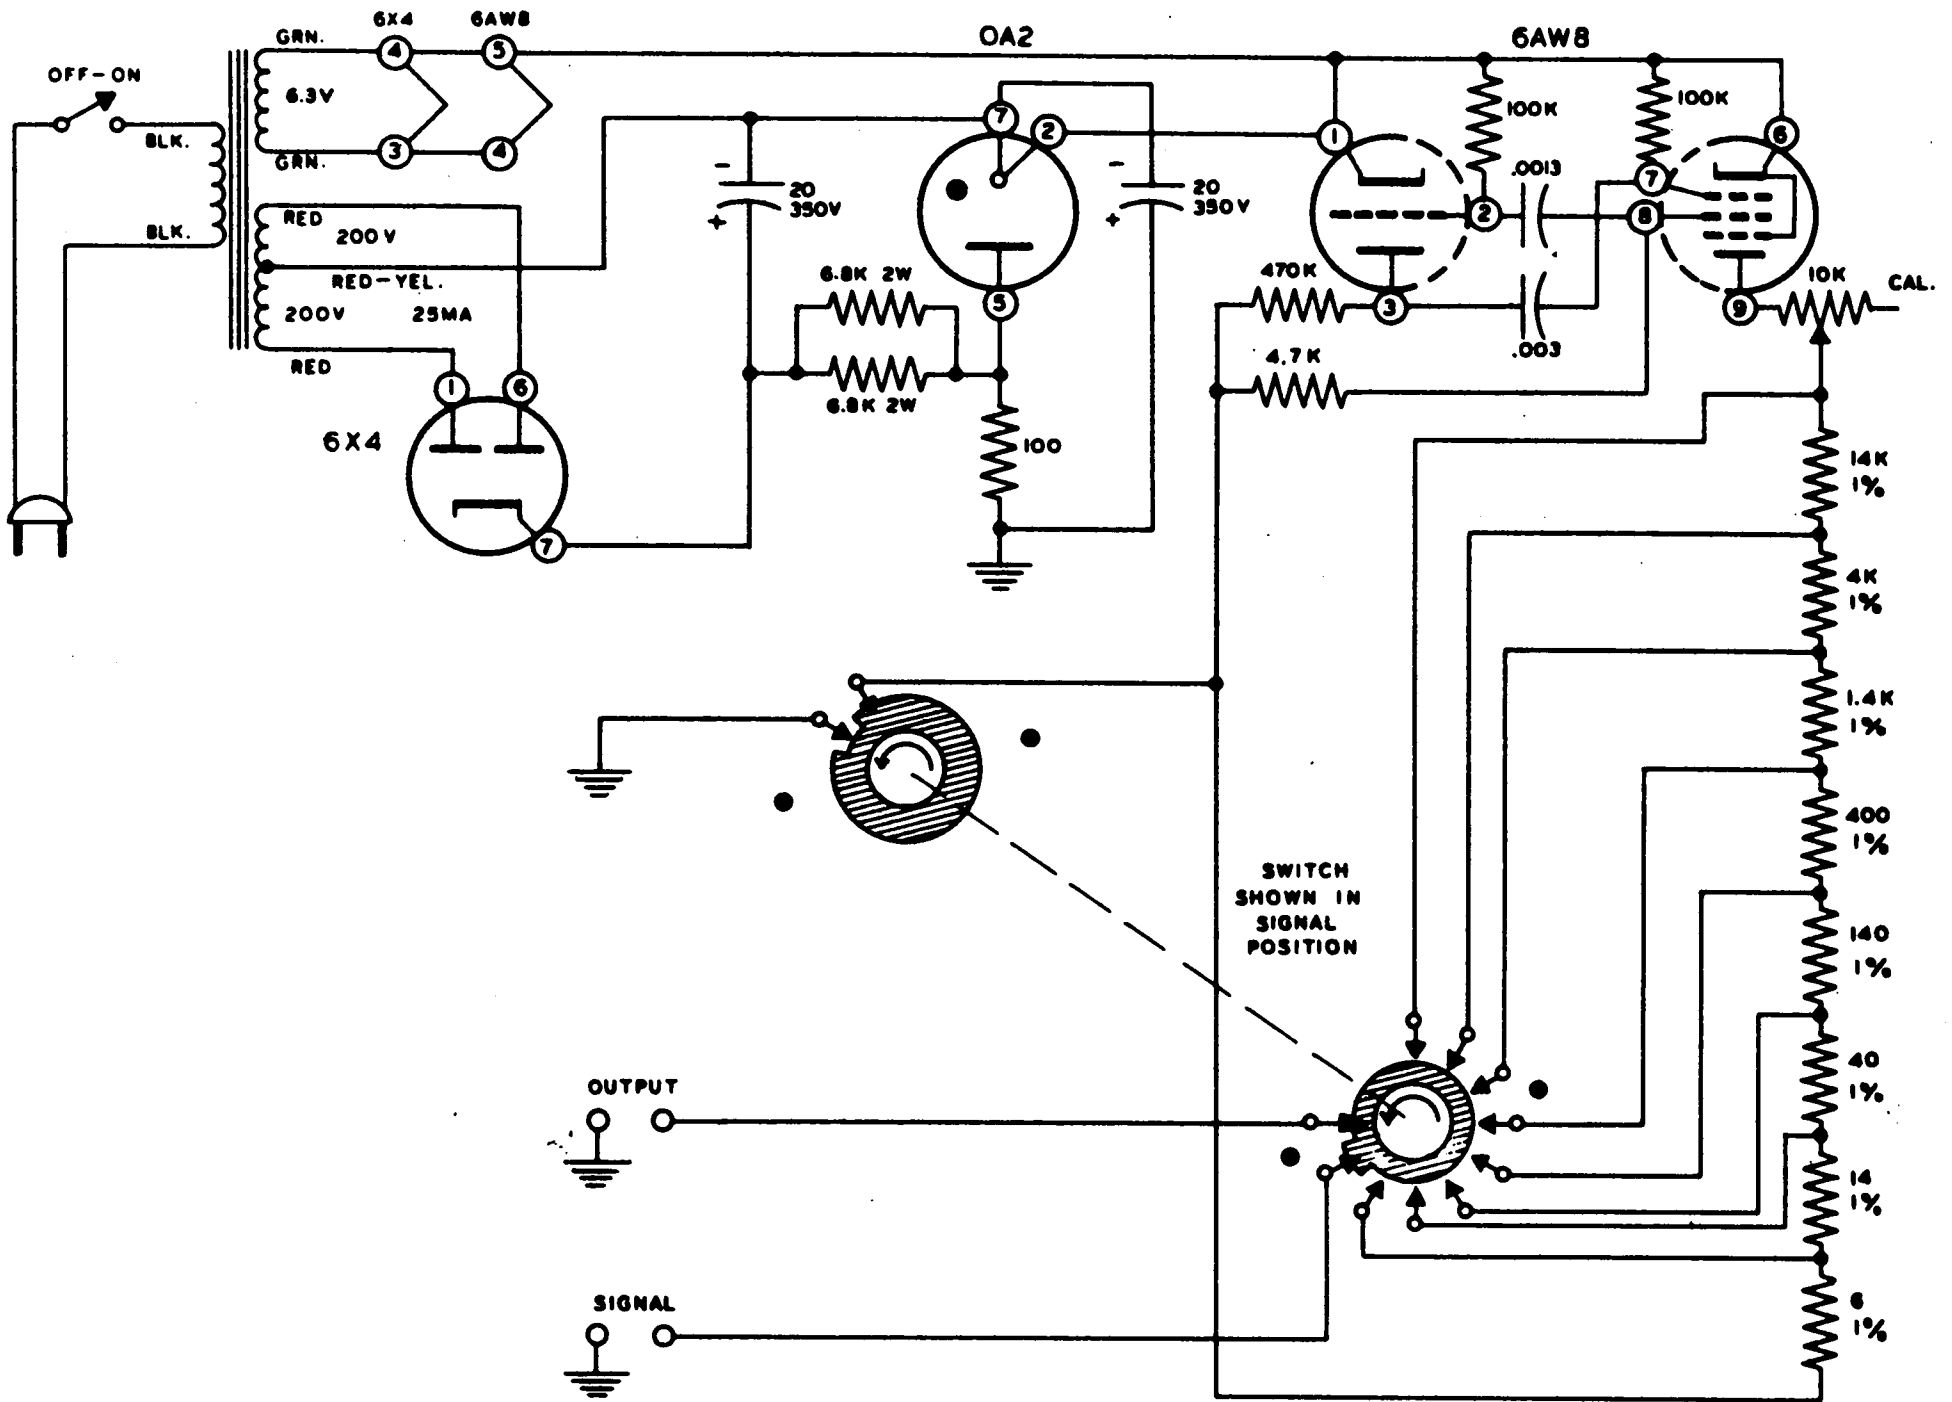 6X4
6AW8
OA2
6AW8
GRN.
4
5
OFF-ON
6.3V
7
2
1
100K
100K
6
BLK.
3
4
GRN.
-
20
350V
+
-
20
350V
+
.0013
7
2
8
RED
200V
BLK.
RED-YEL.
200V
25MA
RED
6.8K 2W
6.8K 2W
5
470K
3
.003
9
10K
CAL.
4.7K
1
6
6X4
7
100
14K
1%
4K
1%
1.4K
1%
400
1%
140
1%
40
1%
14
1%
6
1%
SWITCH
SHOWN IN
SIGNAL
POSITION
OUTPUT
SIGNAL